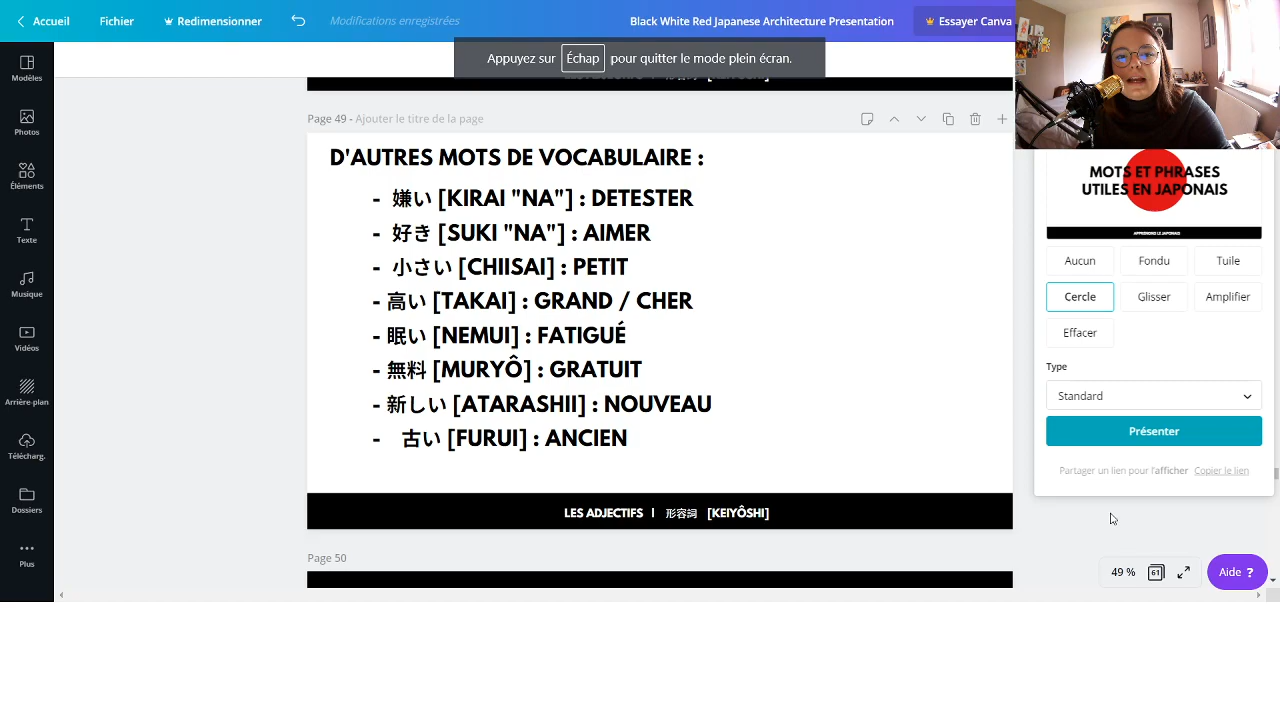 Accueil
Fichier
Redimensionner
Modifications enregistrées
Black White Red Japanese Architecture Presentation
Essayer Canva
Appuyez sur Échap pour quitter le mode plein écran.
Modèles
Photos
Éléments
Texte
Musique
Vidéos
Arrière-plan
Télécharg.
Dossiers
Plus
Page 49 - Ajouter le titre de la page
D'AUTRES MOTS DE VOCABULAIRE :
- 嫌い [KIRAI "NA"] : DETESTER
- 好き [SUKI "NA"] : AIMER
- 小さい [CHIISAI] : PETIT
- 高い [TAKAI] : GRAND / CHER
- 眠い [NEMUI] : FATIGUÉ
- 無料 [MURYÔ] : GRATUIT
- 新しい [ATARASHII] : NOUVEAU
- 古い [FURUI] : ANCIEN
LES ADJECTIFS | 形容詞 [KEIYÔSHI]
Page 50
MOTS ET PHRASES
UTILES EN JAPONAIS
APPRENONS LE JAPONAIS
Aucun
Fondu
Tuile
Cercle
Glisser
Amplifier
Effacer
Type
Standard
Présenter
Partager un lien pour l'afficher Copier le lien
49 %
61
Aide ?